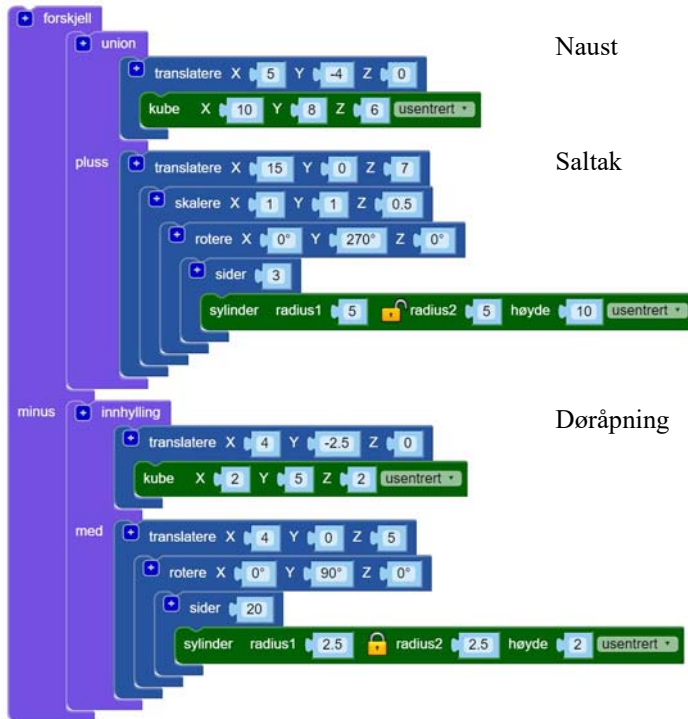 forskjell
union
Naust
translatere X 5 Y -4 Z 0
kube X 10 Y 8 Z 6 usentrert
pluss translatere X 15 Y 0 Z 7
Saltak
skalere X 1 Y 1 Z 0.5
rotere X 0° Y 270° Z 0°
sider 3
sylinder radius1 5 radius2 5 høyde 10 usentrert
minus innhylling
Døråpning
translatere X 4 Y -2.5 Z 0
kube X 2 Y 5 Z 2 usentrert
med translatere X 4 Y 0 Z 5
rotere X 0° Y 90° Z 0°
sider 20
sylinder radius1 2.5 radius2 2.5 høyde 2 usentrert